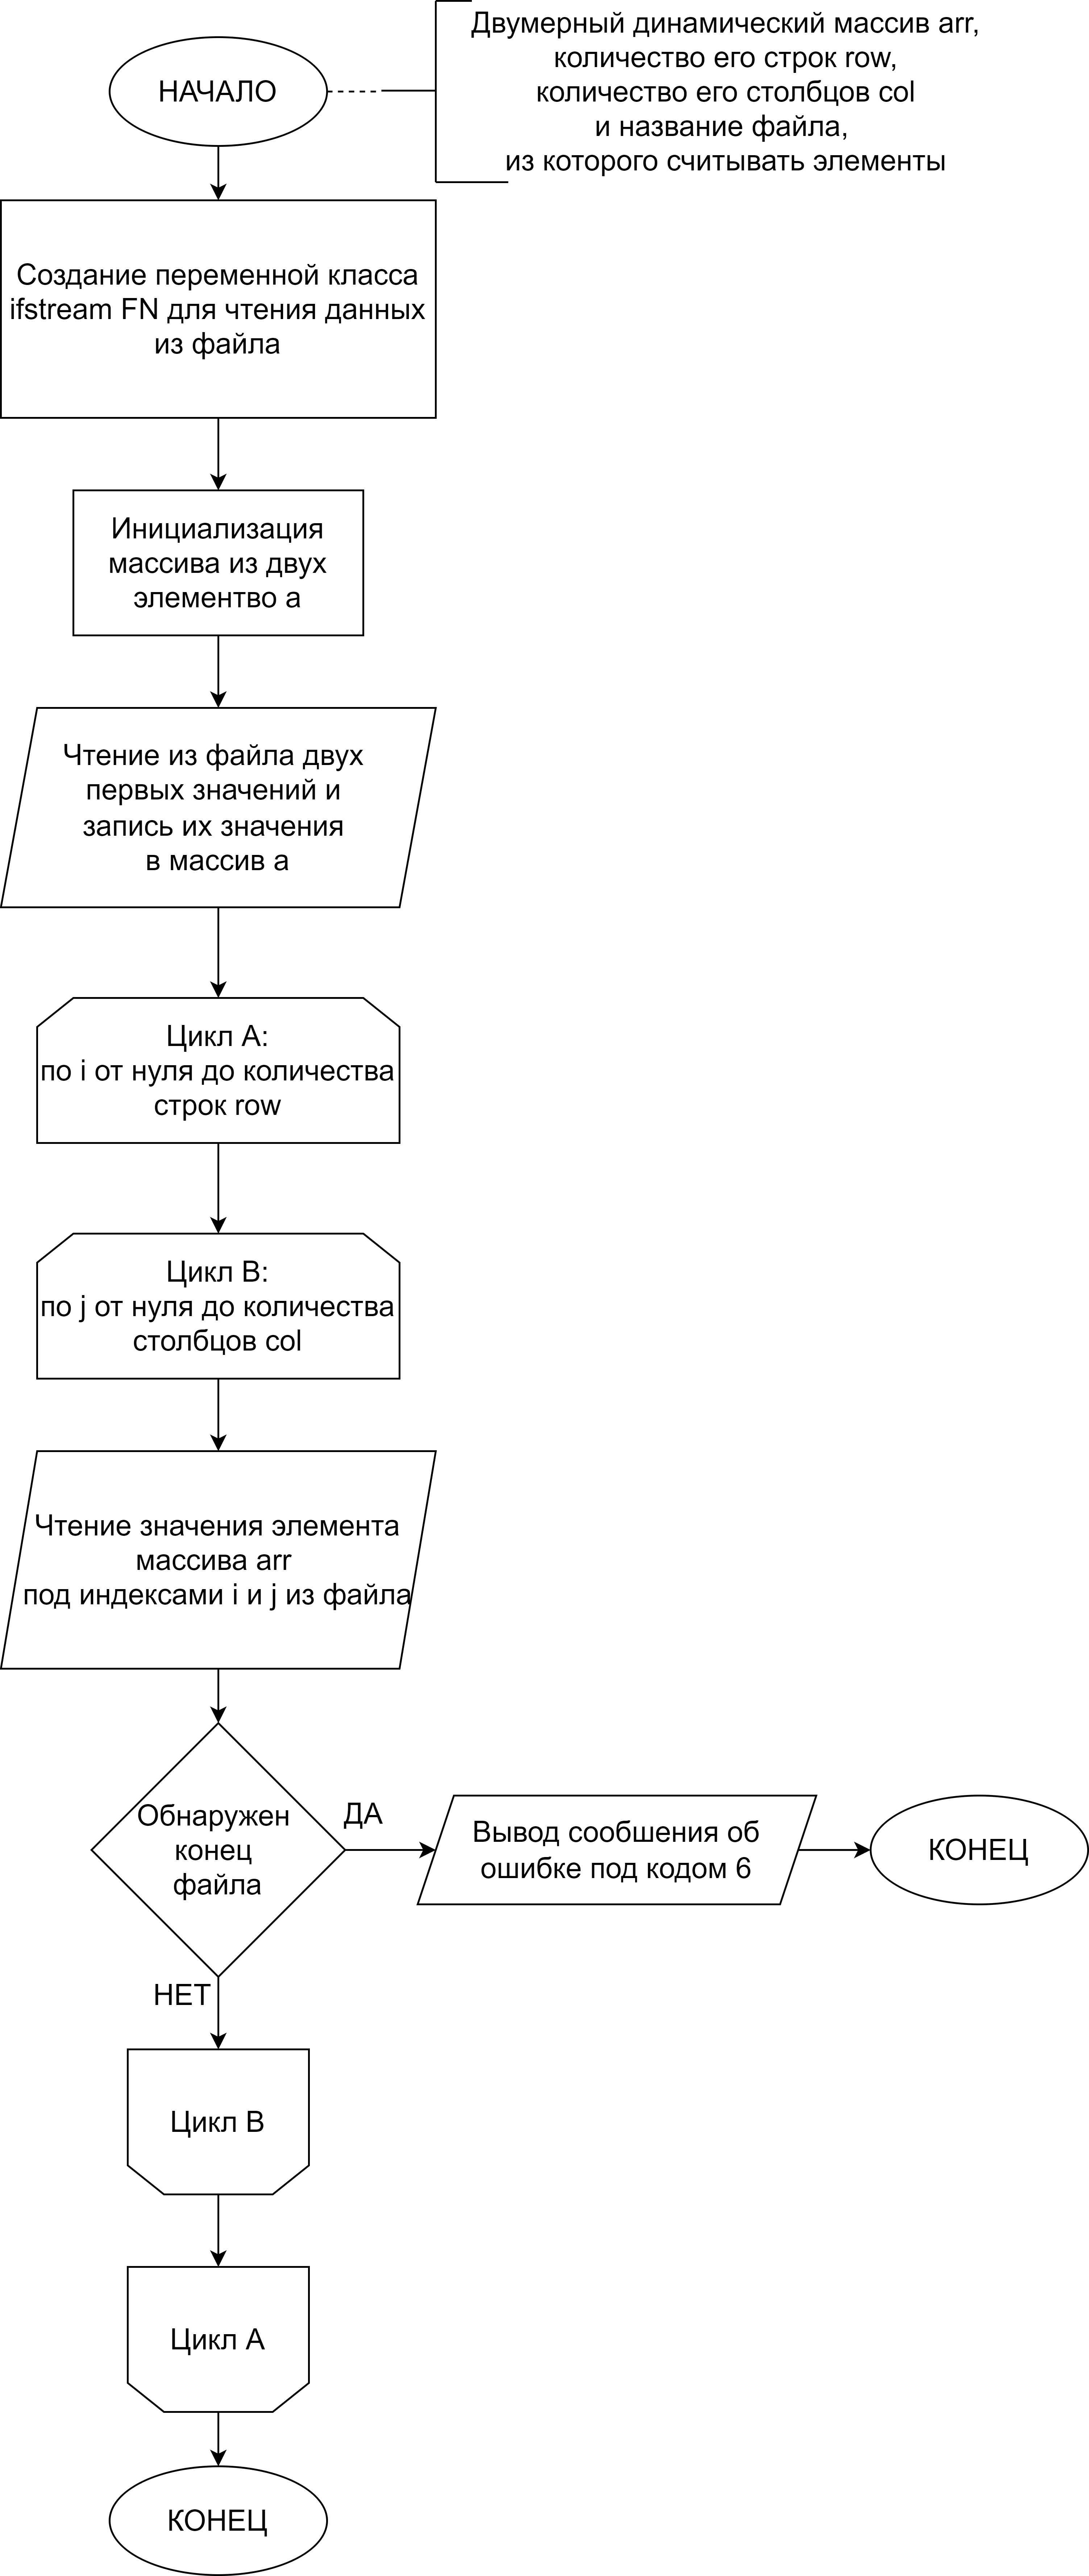 НАЧАЛО
Двумерный динамический массив arr,
количество его строк row,
количество его столбцов col
и название файла,
из которого считывать элементы
Создание переменной класса
ifstream FN для чтения данных
из файла
Инициализация
массива из двух
элементво a
Чтение из файла двух
первых значений и
запись их значения
в массив a
Цикл A:
по i от нуля до количества
строк row
Цикл B:
по j от нуля до количества
столбцов col
Чтение значения элемента
массива arr
под индексами i и j из файла
Обнаружен
конец
файла
ДА
Вывод сообшения об
ошибке под кодом 6
КОНЕЦ
НЕТ
Цикл B
Цикл A
КОНЕЦ